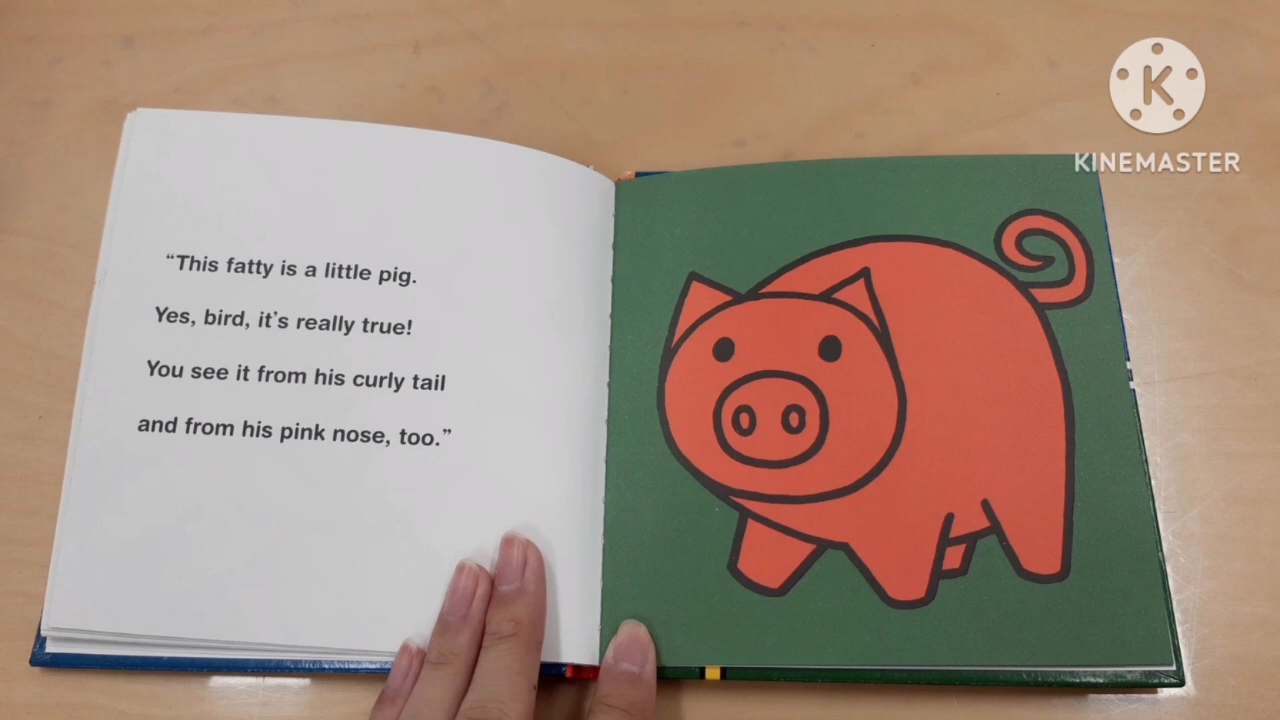 “This fatty is a little pig.
Yes, bird, it’s really true!
You see it from his curly tail
and from his pink nose, too.”
K
KINEMASTER